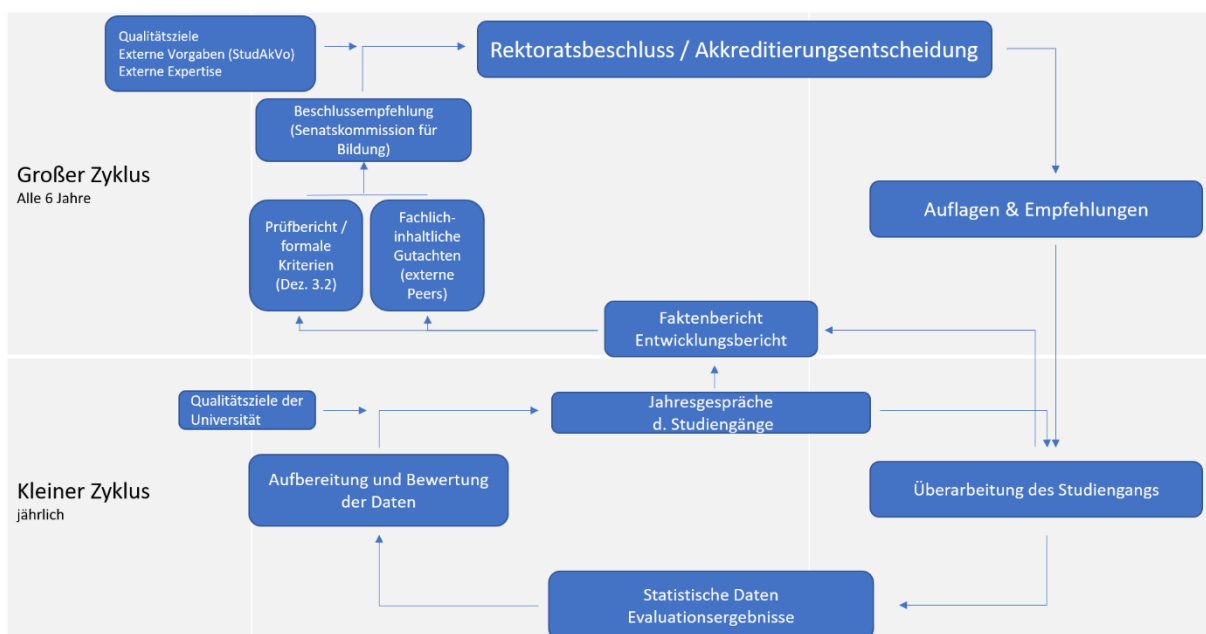 Qualitätsziele
Externe Vorgaben (StudAkVo)
Externe Expertise
Rektoratsbeschluss / Akkreditierungsentscheidung
Beschlussempfehlung
(Senatskommission für
Bildung)
Großer Zyklus
Alle 6 Jahre
Auflagen & Empfehlungen
Prüfbericht /
formale
Kriterien
(Dez. 3.2)
Fachlich-
inhaltliche
Gutachten
(externe
Peers)
Faktenbericht
Entwicklungsbericht
Qualitätsziele der
Universität
Jahresgespräche
d. Studiengänge
Aufbereitung und Bewertung
der Daten
Kleiner Zyklus
jährlich
Überarbeitung des Studiengangs
Statistische Daten
Evaluationsergebnisse